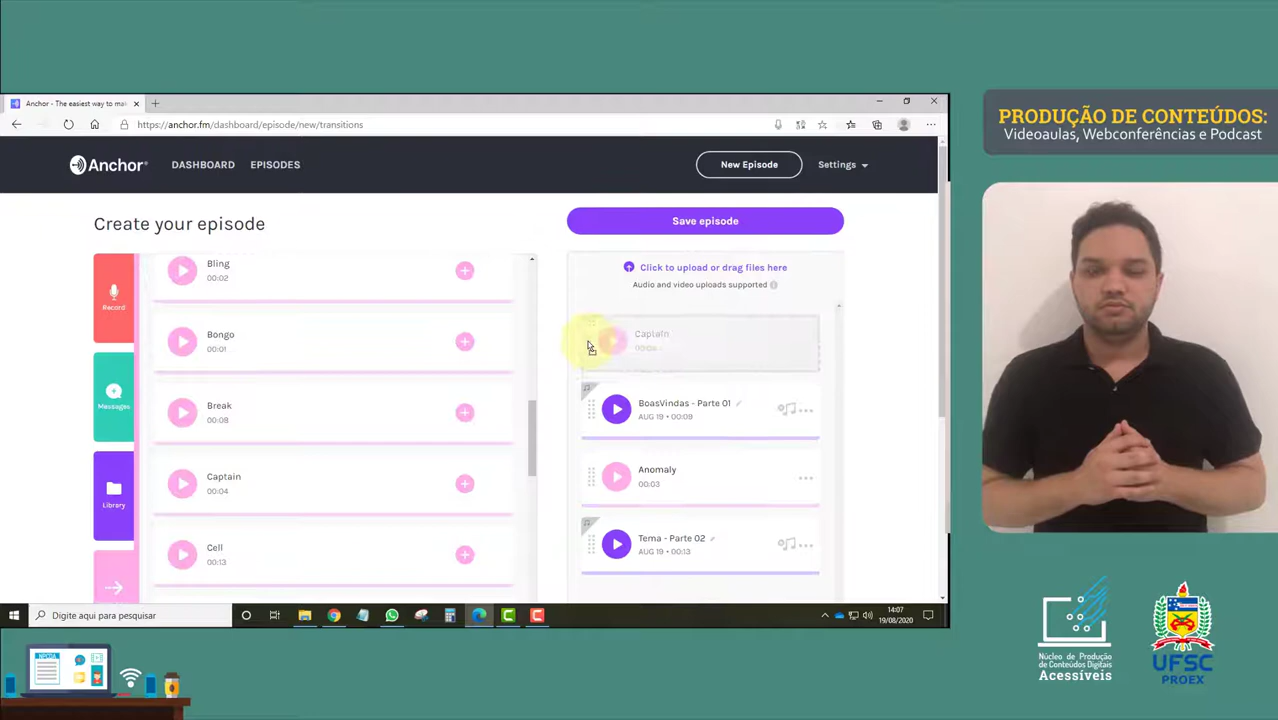 Anchor - The easiest way to ma
https://anchor.fm/dashboard/episode/new/transitions
Anchor
DASHBOARD
EPISODES
New Episode
Settings
Create your episode
Save episode
Record
Messages
Library
Bling
00:02
Bongo
00:01
Break
00:08
Captain
00:04
Cell
00:13
Click to upload or drag files here
Audio and video uploads supported
Captain
BoasVindas - Parte 01
AUG 19 • 00:09
Anomaly
00:03
Tema - Parte 02
AUG 19 • 00:13
Digite aqui para pesquisar
14:07
19/08/2020
PRODUÇÃO DE CONTEÚDOS:
Videoaulas, Webconferências e Podcast
Núcleo de Produção
de Conteúdos Digitais
Acessíveis
UFSC
PROEX
NPCDA